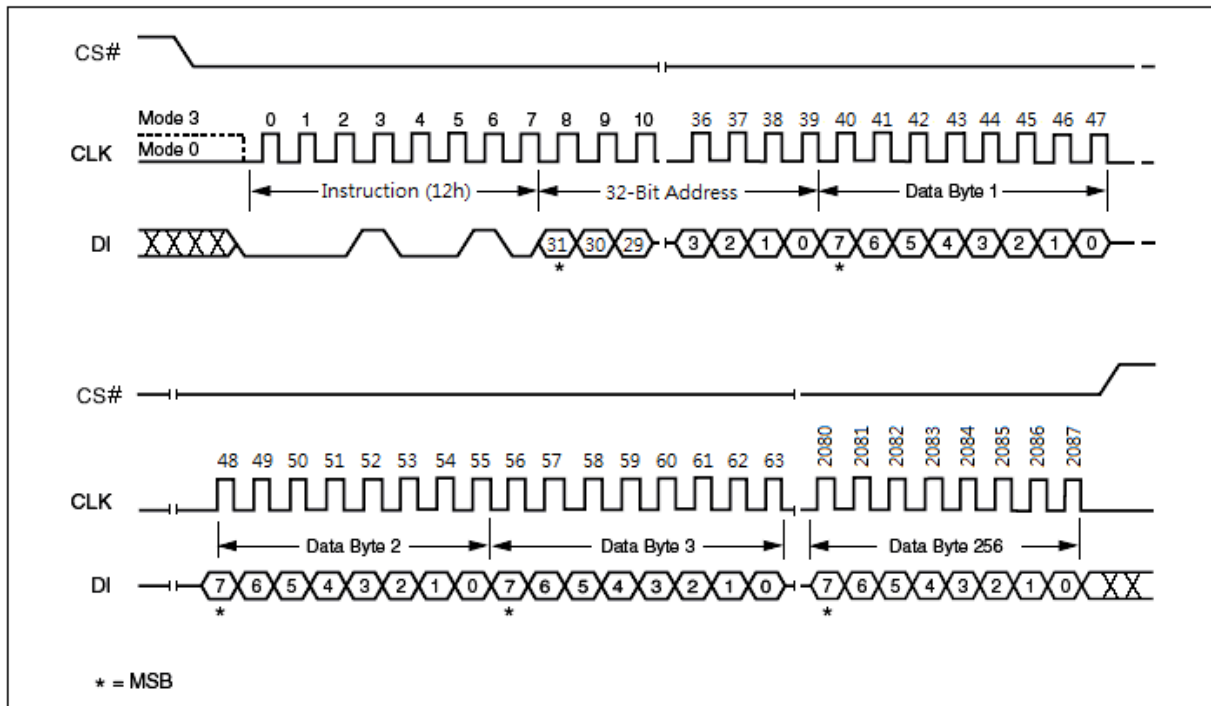 CS#
Mode 3
Mode 0
CLK
0 1 2 3 4 5 6 7 8 9 10 36 37 38 39 40 41 42 43 44 45 46 47
Instruction (12h) 32-Bit Address Data Byte 1
DI
31 30 29 3 2 1 0 7 6 5 4 3 2 1 0
* *
CS#
48 49 50 51 52 53 54 55 56 57 58 59 60 61 62 63 2080 2081 2082 2083 2084 2085 2086 2087
CLK
Data Byte 2 Data Byte 3 Data Byte 256
DI
7 6 5 4 3 2 1 0 7 6 5 4 3 2 1 0 7 6 5 4 3 2 1 0
* * *
* = MSB